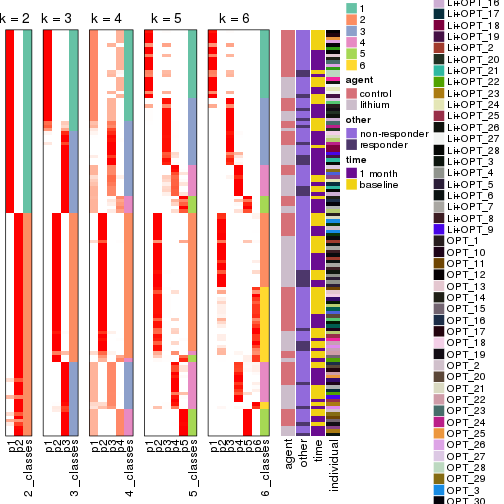 k = 2
k = 3
k = 4
k = 5
k = 6
p1
p2
2_classes
p1
p2
p3
3_classes
p1
p2
p3
p4
4_classes
p1
p2
p3
p4
p5
5_classes
p1
p2
p3
p4
p5
p6
6_classes
agent
other
time
individual
1
2
3
4
5
6
agent
control
lithium
other
non-responder
responder
time
1 month
baseline
Li+OPT_16
Li+OPT_17
Li+OPT_18
Li+OPT_19
Li+OPT_2
Li+OPT_20
Li+OPT_21
Li+OPT_22
Li+OPT_23
Li+OPT_24
Li+OPT_25
Li+OPT_26
Li+OPT_27
Li+OPT_28
Li+OPT_3
Li+OPT_4
Li+OPT_5
Li+OPT_6
Li+OPT_7
Li+OPT_8
Li+OPT_9
OPT_1
OPT_10
OPT_11
OPT_12
OPT_13
OPT_14
OPT_15
OPT_16
OPT_17
OPT_18
OPT_19
OPT_2
OPT_20
OPT_21
OPT_22
OPT_23
OPT_24
OPT_25
OPT_26
OPT_27
OPT_28
OPT_29
OPT_3
OPT_30